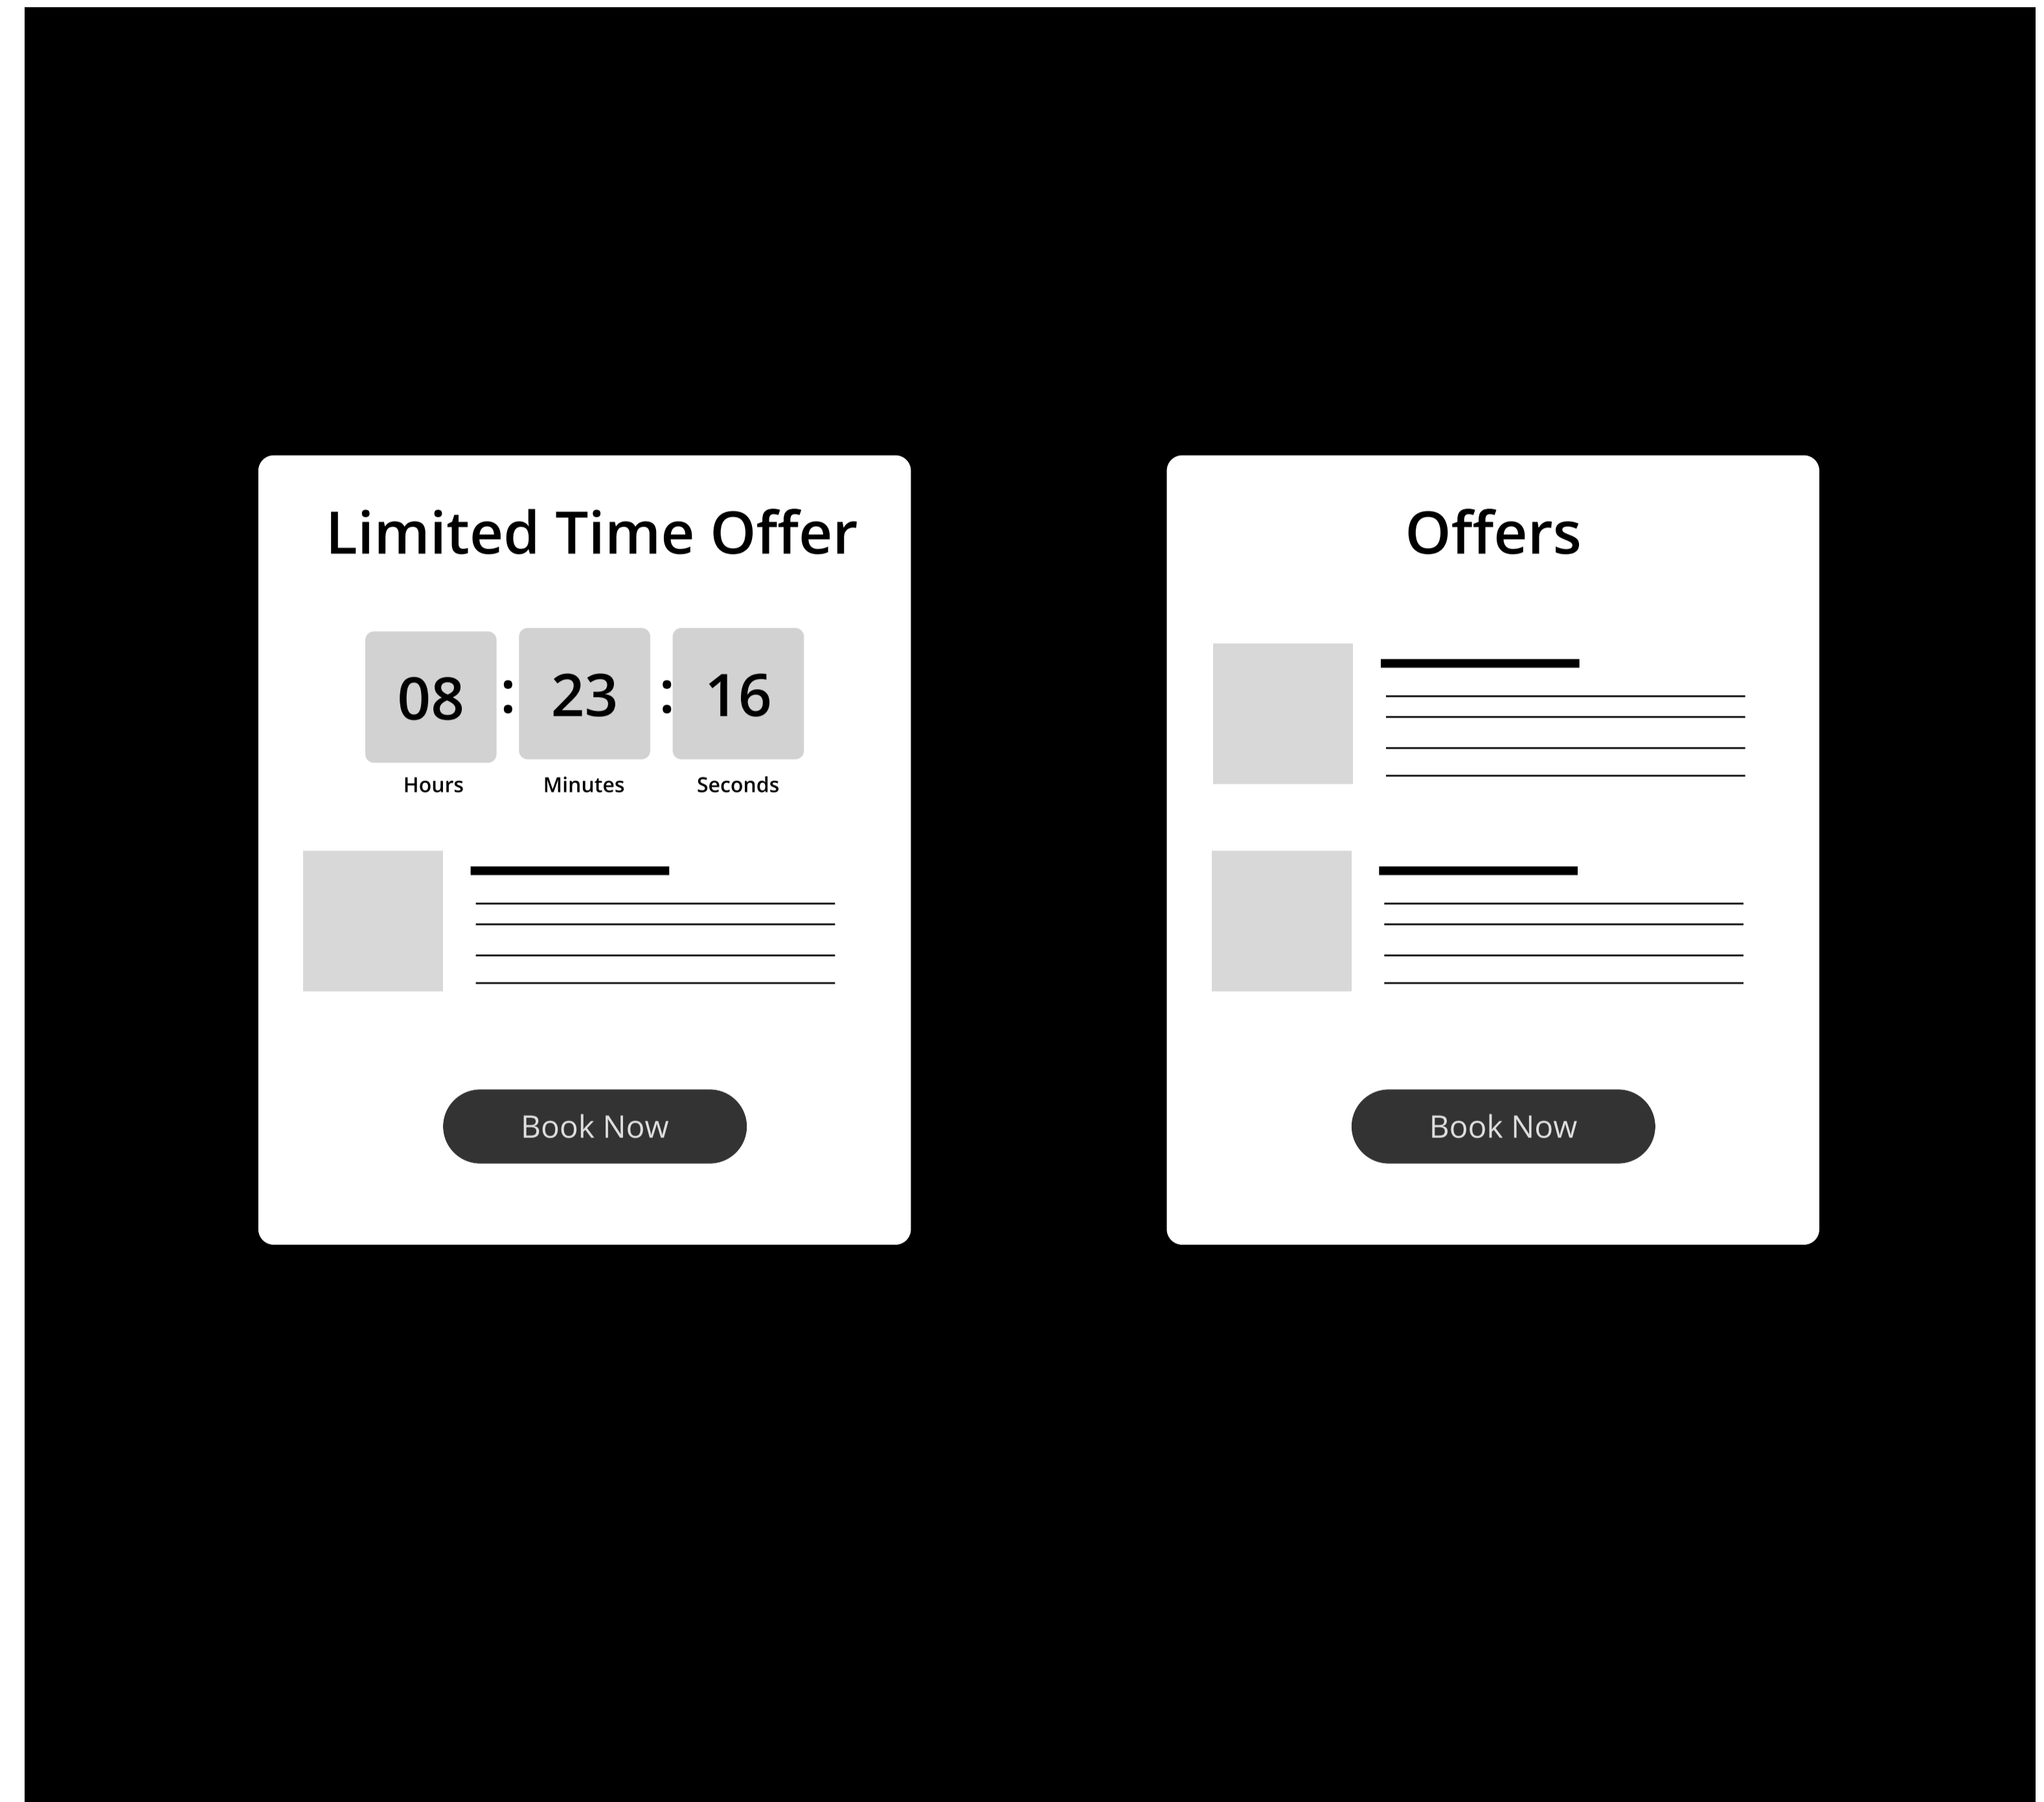 Limited Time Offer
08 : 23 : 16
Hours Minutes Seconds
Book Now
Offers
Book Now